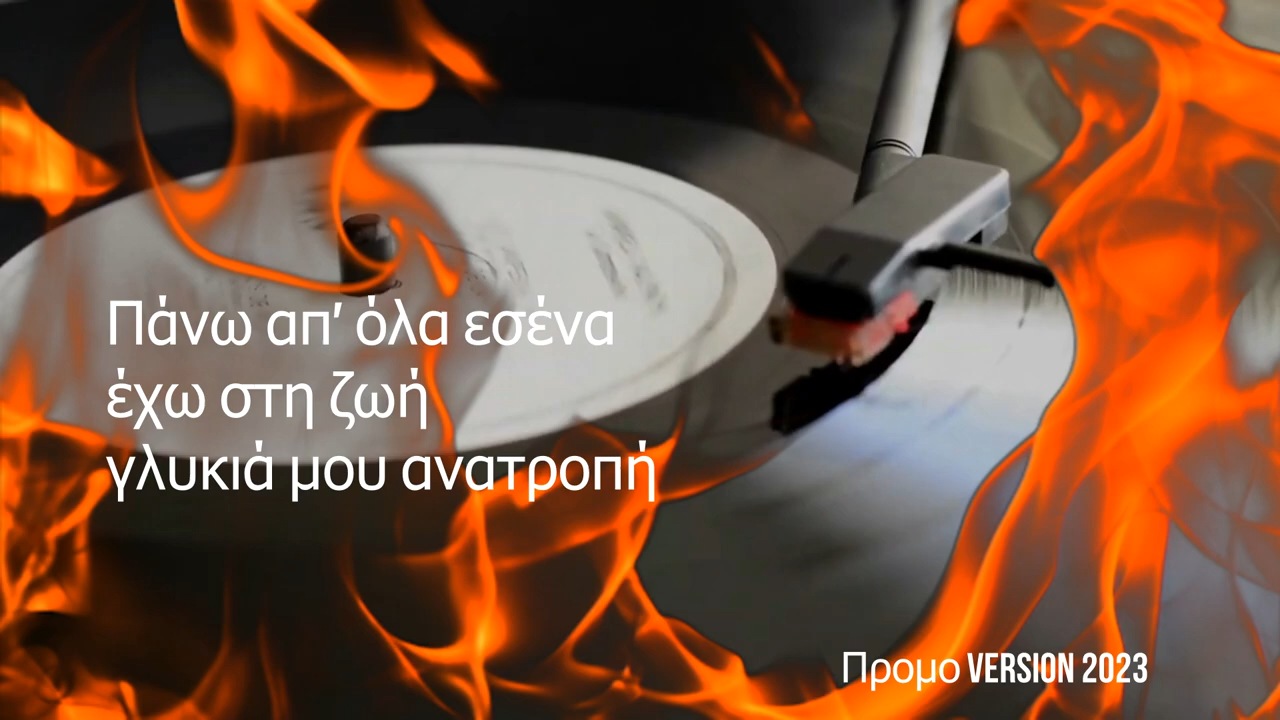 Πάνω απ' όλα εσένα
έχω στη ζωή
γλυκιά μου ανατροπή
Προμο VERSION 2023